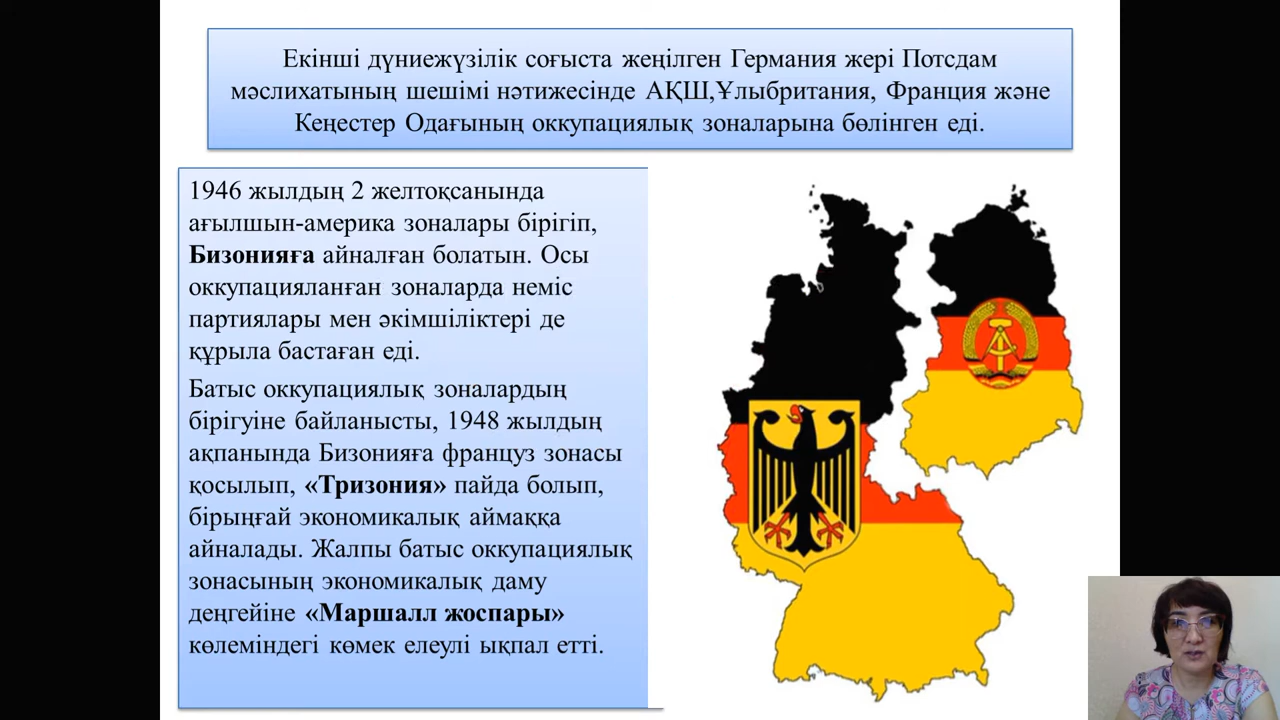 Екінші дүниежүзілік соғыста жеңілген Германия жері Потсдам
мәслихатының шешімі нәтижесінде АҚШ,Ұлыбритания, Франция және
Кеңестер Одағының оккупациялық зоналарына бөлінген еді.
1946 жылдың 2 желтоқсанында
ағылшын-америка зоналары бірігіп,
Бизонияға айналған болатын. Осы
оккупацияланған зоналарда неміс
партиялары мен әкімшіліктері де
құрыла бастаған еді.
Батыс оккупациялық зоналардың
бірігуіне байланысты, 1948 жылдың
ақпанында Бизонияға француз зонасы
қосылып, «Тризония» пайда болып,
бірыңғай экономикалық аймаққа
айналады. Жалпы батыс оккупациялық
зонасының экономикалық даму
деңгейіне «Маршалл жоспары»
көлеміндегі көмек елеулі ықпал етті.